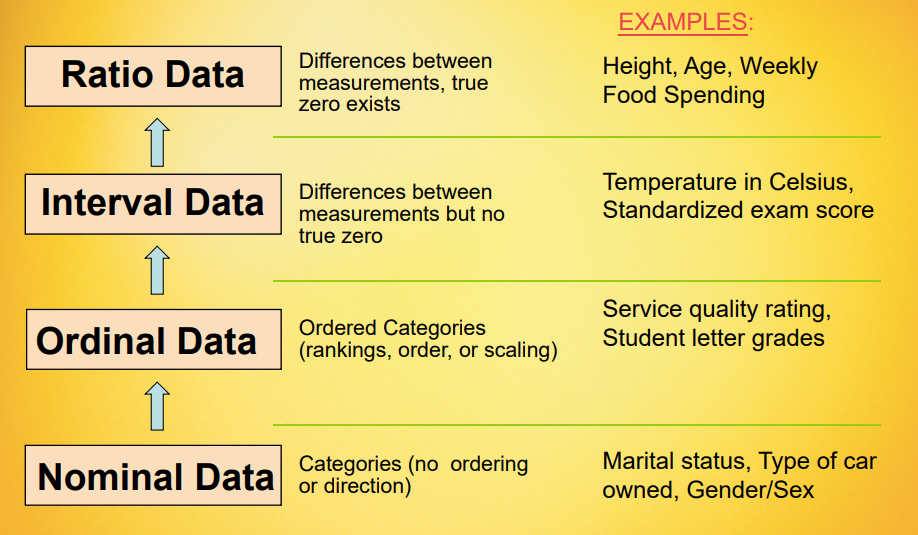 EXAMPLES:
Ratio Data
Differences between
measurements, true
zero exists
Height, Age, Weekly
Food Spending
Interval Data
Differences between
measurements but no
true zero
Temperature in Celsius,
Standardized exam score
Ordinal Data
Ordered Categories
(rankings, order, or scaling)
Service quality rating,
Student letter grades
Nominal Data
Categories (no ordering
or direction)
Marital status, Type of car
owned, Gender/Sex